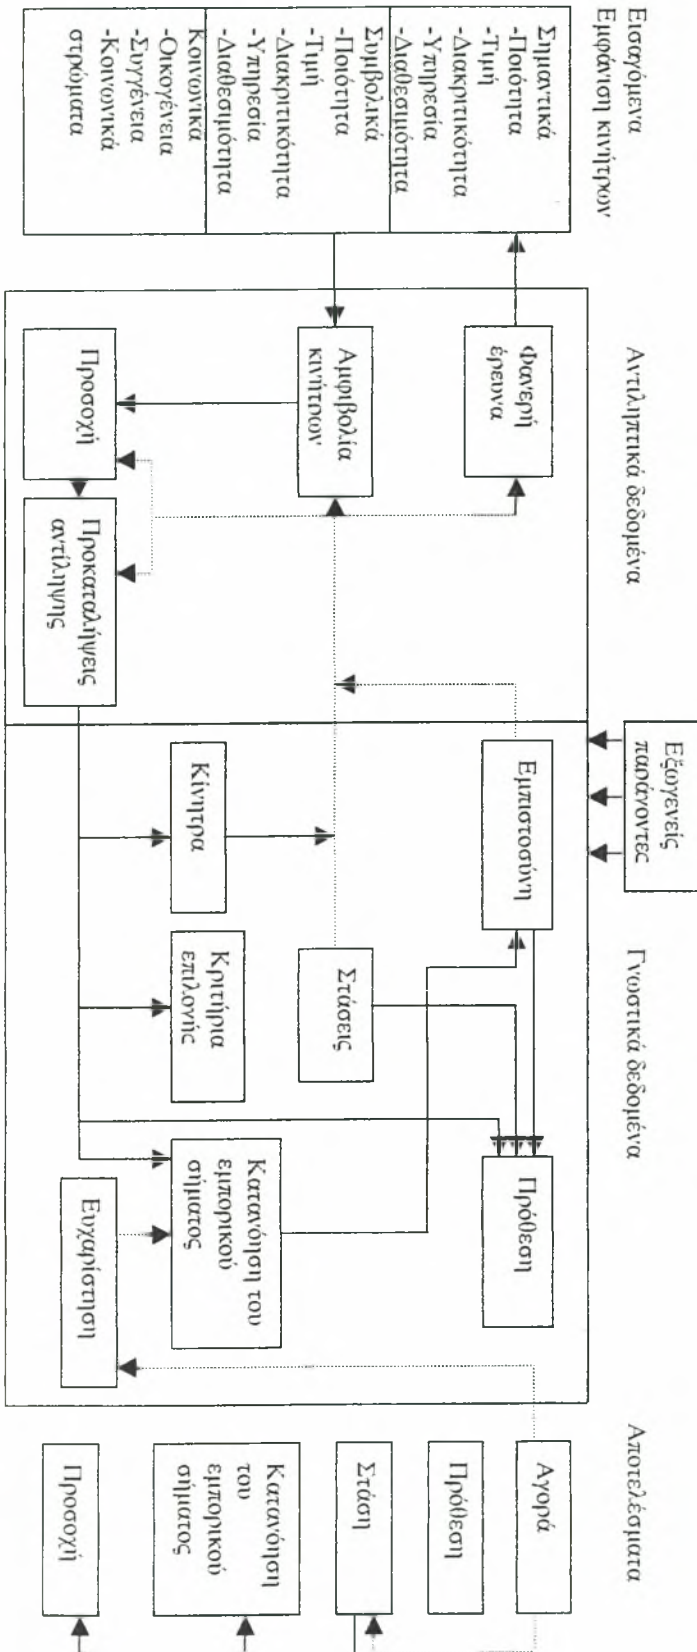 Εισαγόμενα
Εμφάνιση κινήτρων
Σημαντικά
-Ποιότητα
-Τιμή
-Διακριτικότητα
-Υπηρεσία
-Διαθεσιμότητα
Συμβολικά
-Ποιότητα
-Τιμή
-Διακριτικότητα
-Υπηρεσία
-Διαθεσιμότητα
Κοινονικα
-Οικογένεια
-Συγγένεια
-Κοινονικά
στρώματα
Αντιληπτικά δεδομένα
Φανερή
έρευνα
Αμφιβολία
κινήτρων
Προσοχή
Προκαταλήψεις
αντίληψης
Εξωγενείς
παράγοντες
Γνωστικά δεδομένα
Εμπιστοσύνη
Πρόθεση
Στάσεις
Κίνητρα
Κριτήρια
επιλογής
Κατανόηση του
εμπορικού
σήματος
Ευχαρίστηση
Αποτελέσματα
Αγορά
Πρόθεση
Στάση
Κατανόηση
του
εμπορικού
σήματος
Προσοχή